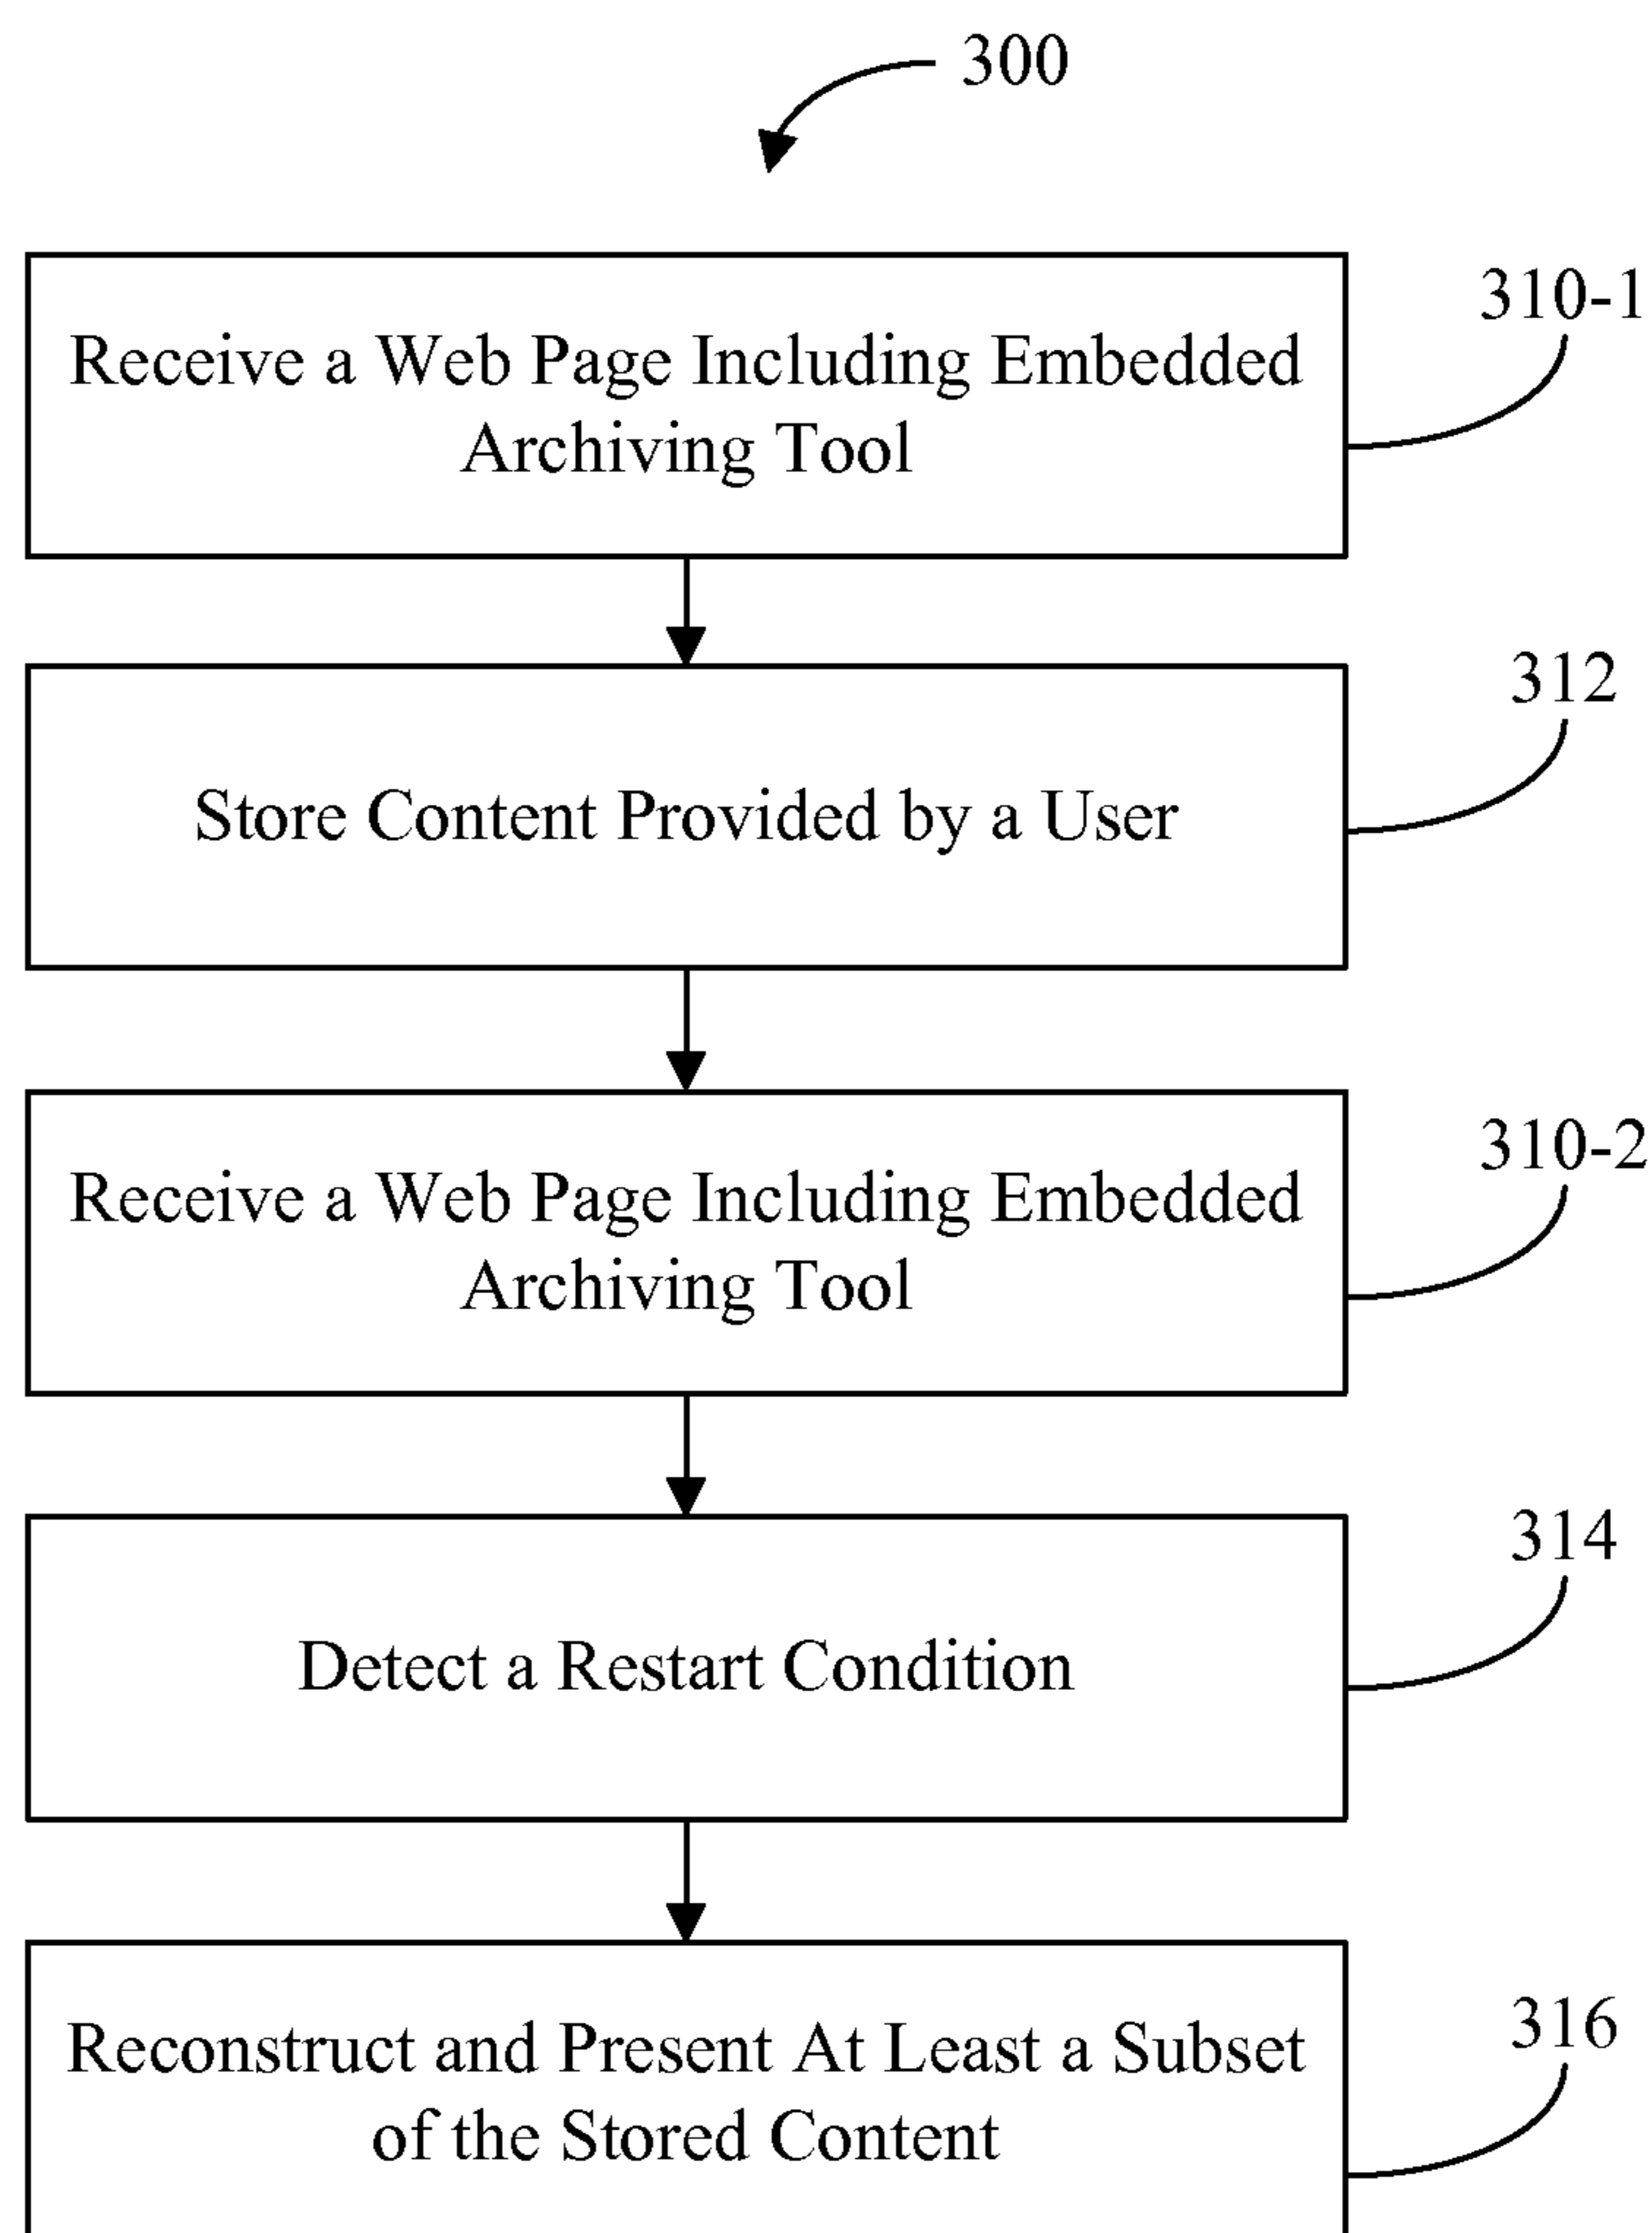 300
310-1
Receive a Web Page Including Embedded
Archiving Tool
312
Store Content Provided by a User
310-2
Receive a Web Page Including Embedded
Archiving Tool
314
Detect a Restart Condition
316
Reconstruct and Present At Least a Subset
of the Stored Content